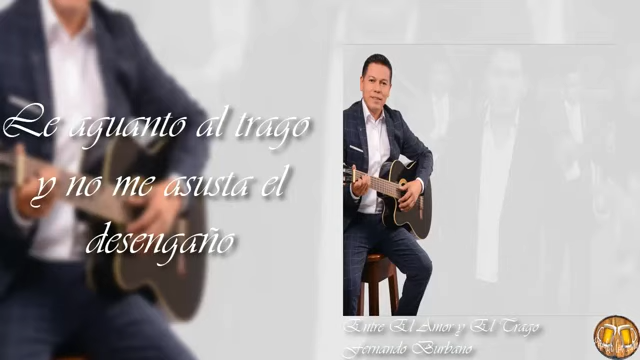 Le aguanto al trago
y no me asusta el
desengaño
Entre El Amor y El Trago
Fernando Burbano